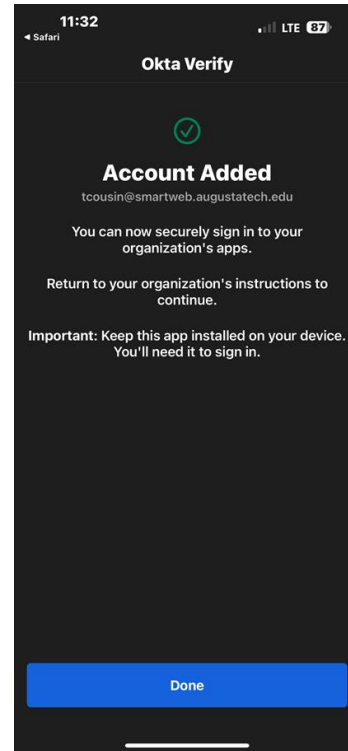 11:32
LTE 87
◀ Safari
Okta Verify
Account Added
tcousin@smartweb.augustatech.edu
You can now securely sign in to your
organization's apps.
Return to your organization's instructions to
continue.
Important: Keep this app installed on your device.
You'll need it to sign in.
Done